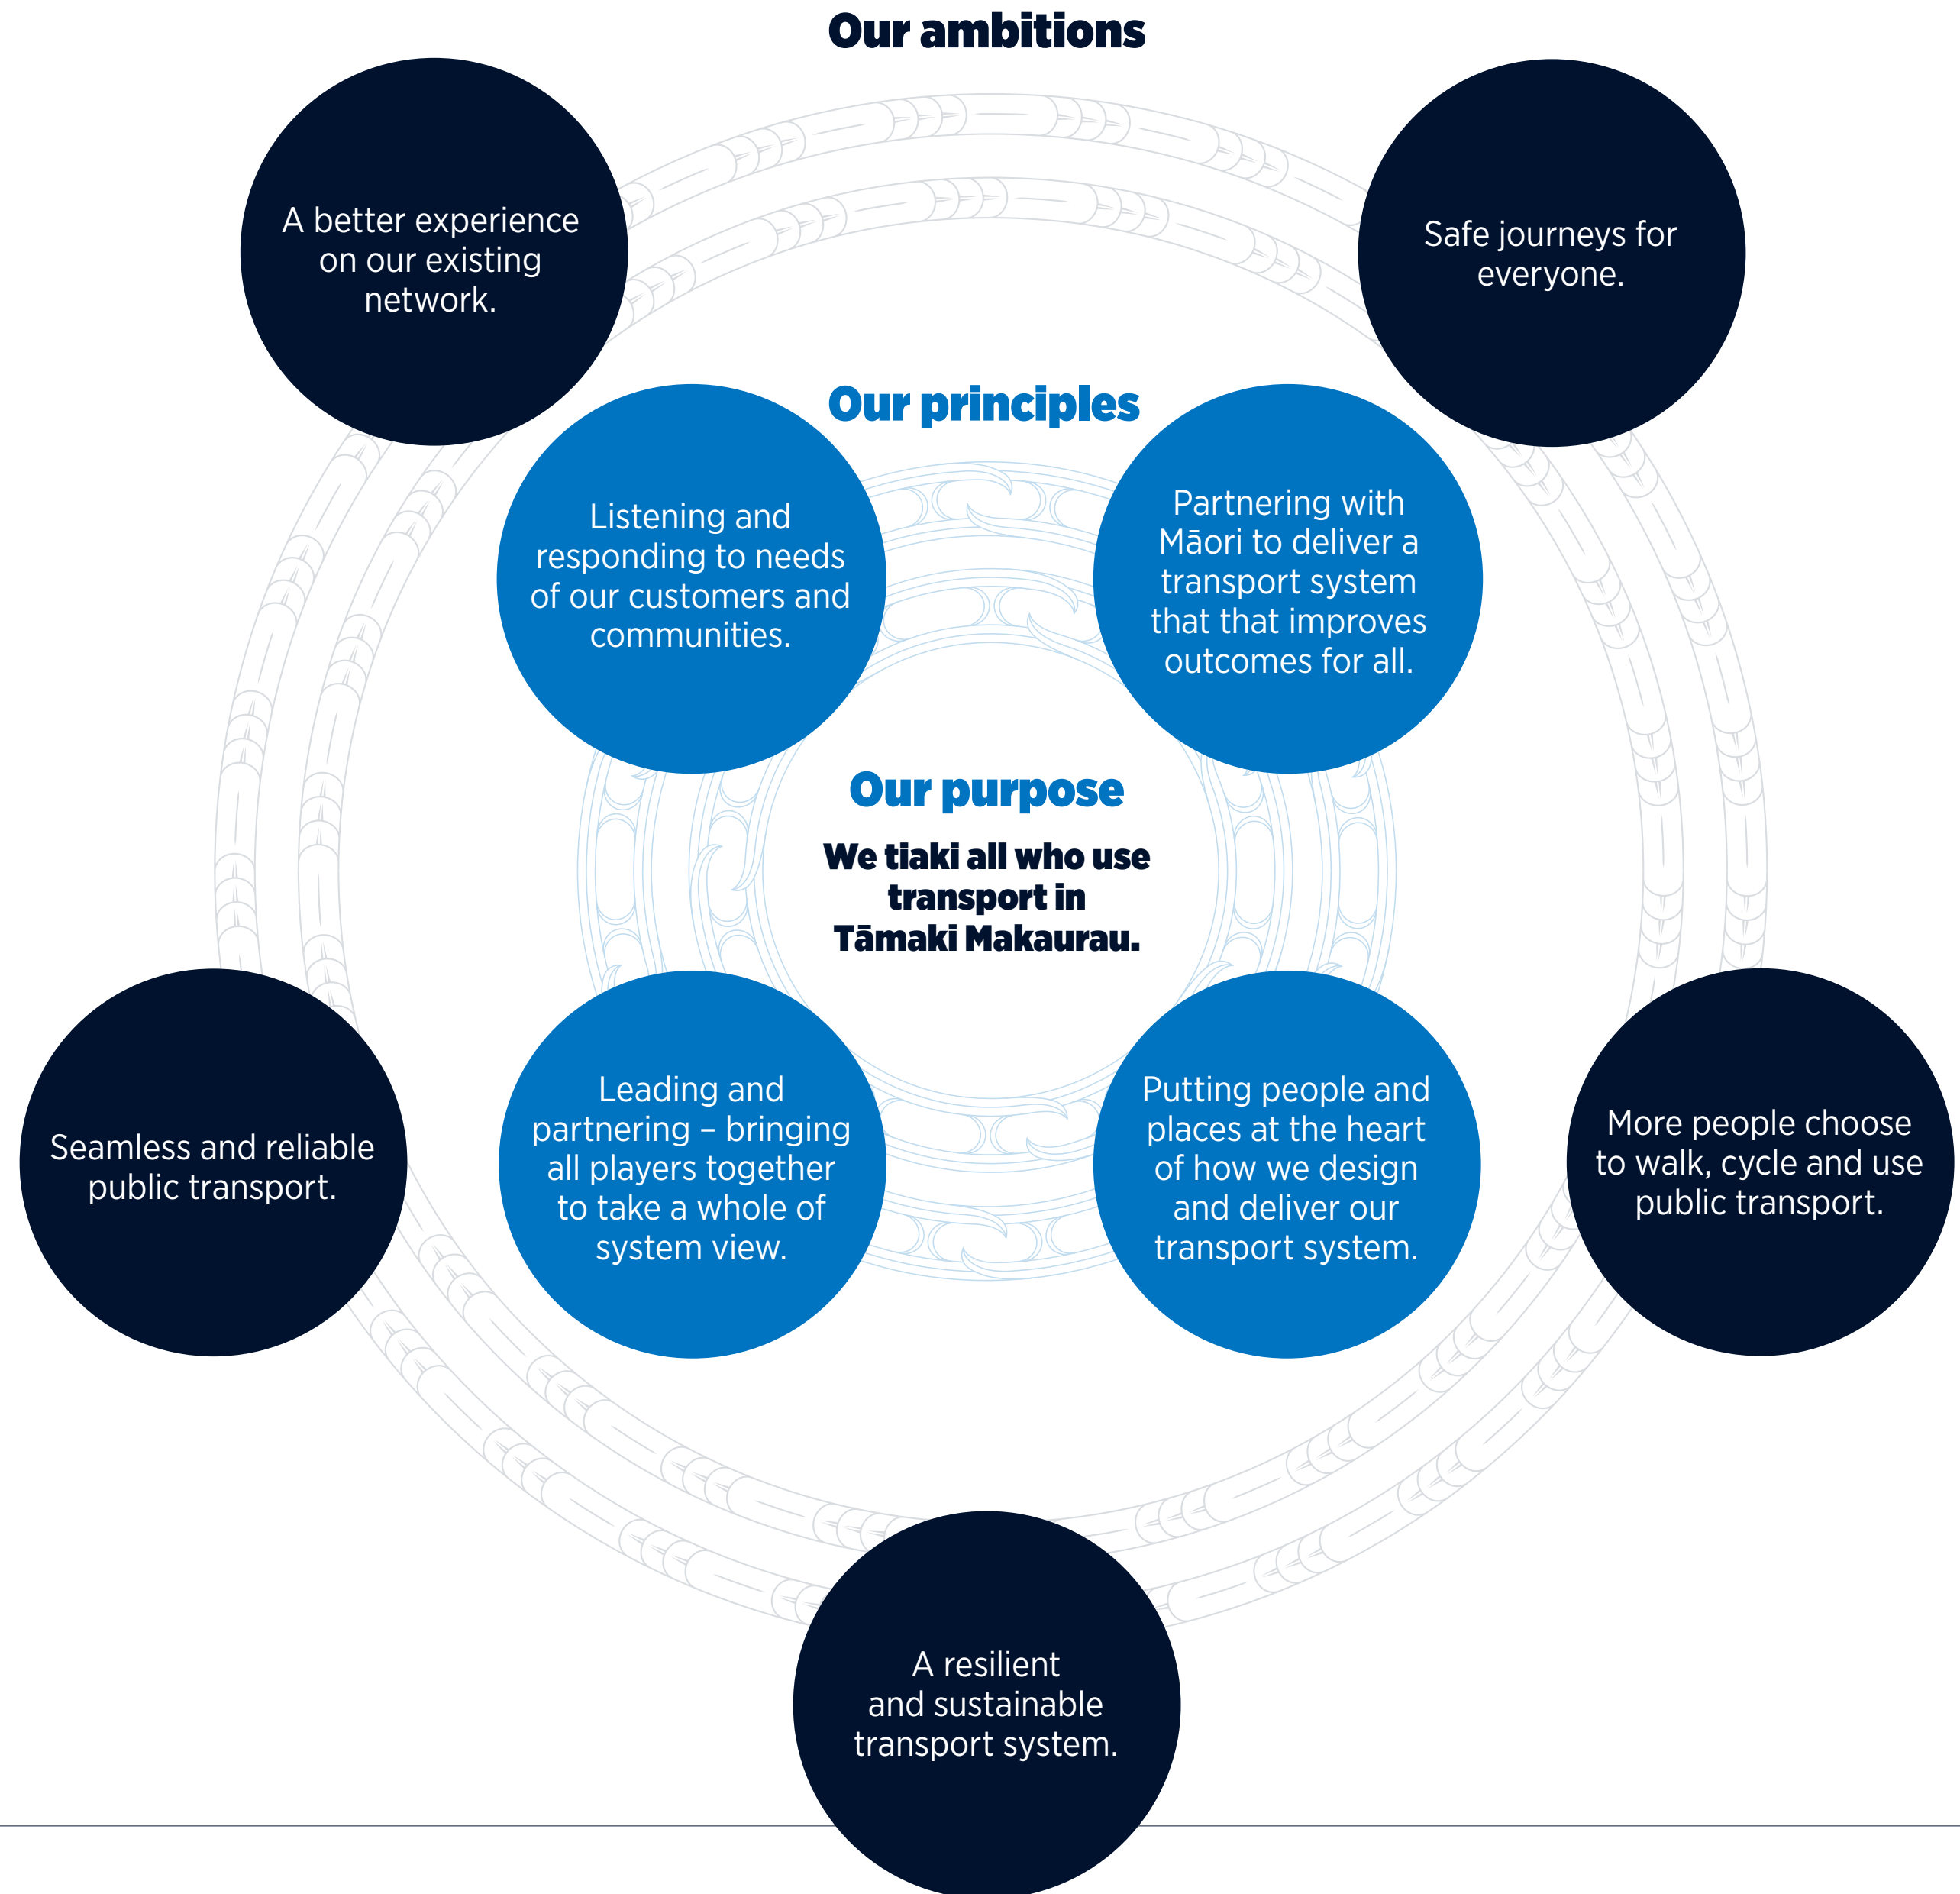 Our ambitions
A better experience
on our existing
network.
Safe journeys for
everyone.
Our principles
Listening and
responding to needs
of our customers and
communities.
Partnering with
Māori to deliver a
transport system
that that improves
outcomes for all.
Our purpose
We tiaki all who use
transport in
Tāmaki Makaurau.
Seamless and reliable
public transport.
Leading and
partnering – bringing
all players together
to take a whole of
system view.
Putting people and
places at the heart
of how we design
and deliver our
transport system.
More people choose
to walk, cycle and use
public transport.
A resilient
and sustainable
transport system.